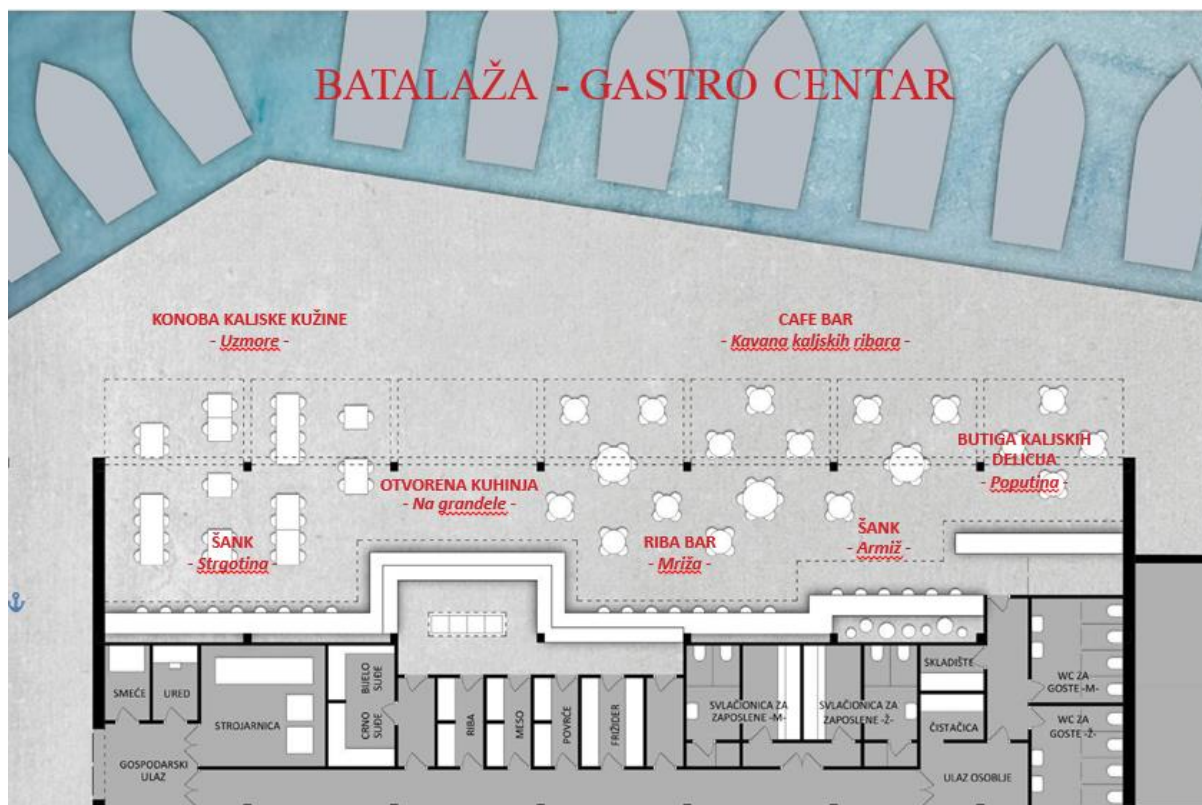 BATALAŽA - GASTRO CENTAR
KONOBA KALJSKE KUŽINE
- Uzmore -
CAFE BAR
- Kavana kaljskih ribara -
BUTIGA KALJSKIH
DELICIJA
- Poputina -
OTVORENA KUHINJA
- Na grandele -
ŠANK
- Strgotina -
RIBA BAR
- Mriža -
ŠANK
- Armiž -
SMEĆE
URED
STROJARNICA
BIJELO
SUĐE
CRNO
SUĐE
RIBA
MESO
POVRĆE
FRIŽIDER
SVLAČIONICA ZA
ZAPOSLENE -M-
SVLAČIONICA ZA
ZAPOSLENE -Ž-
SKLADIŠTE
ČISTAČICA
WC ZA
GOSTE -M-
WC ZA
GOSTE -Ž-
GOSPODARSKI
ULAZ
ULAZ OSOBLJE